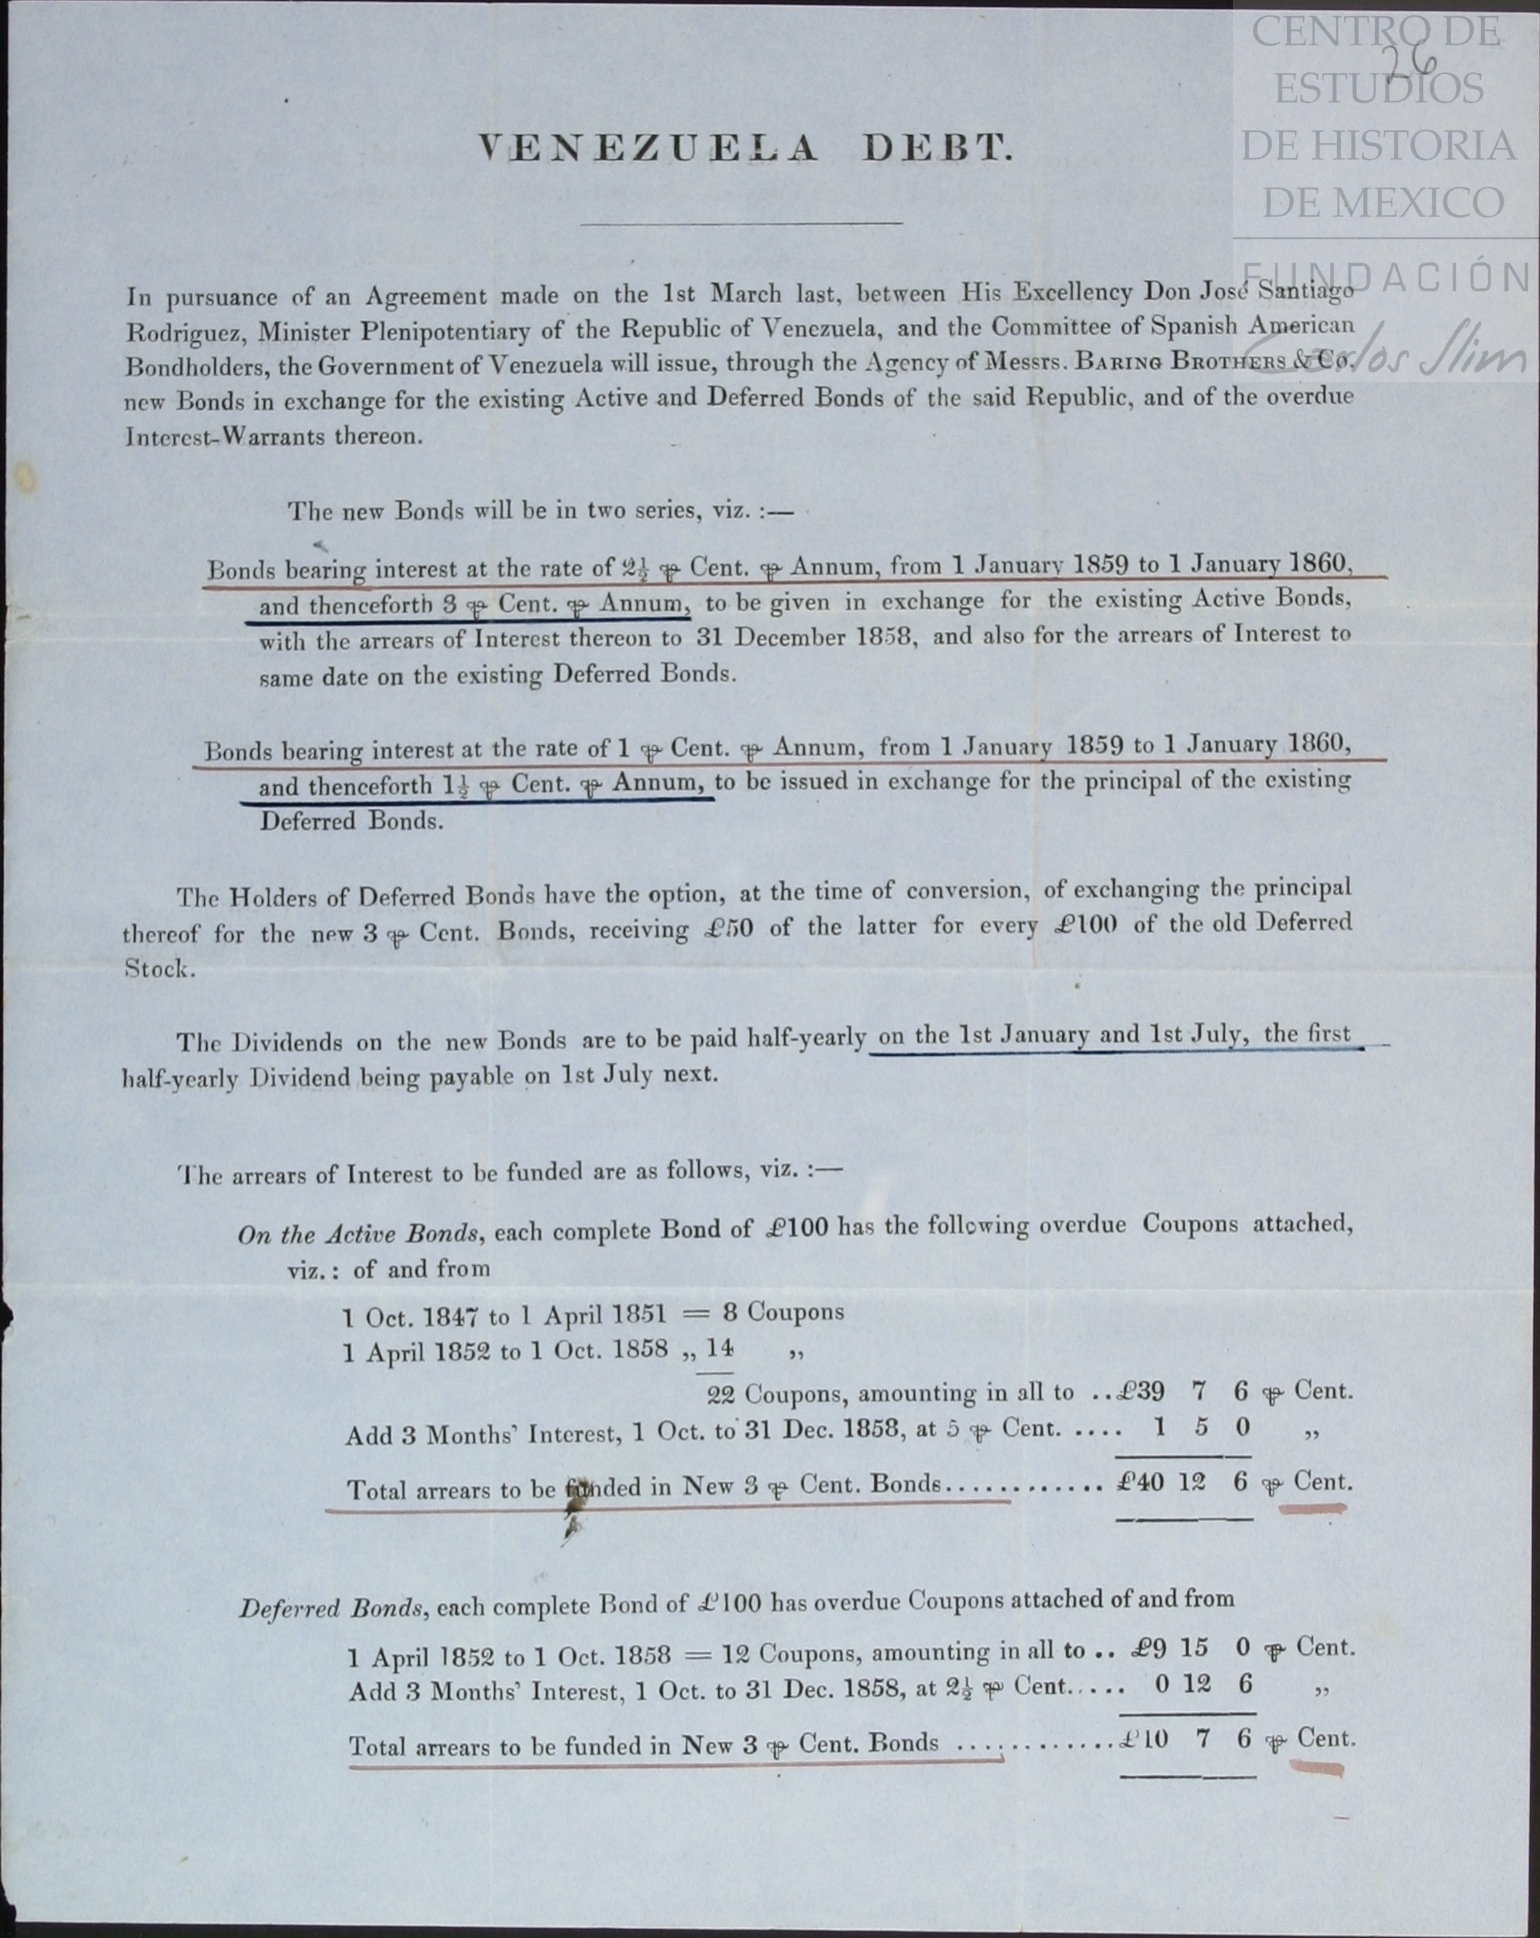 CENTRO DE
26
ESTUDIOS
DE HISTORIA
DE MEXICO
FUNDACIÓN
Carlos Slim
VENEZUELA DEBT.
In pursuance of an Agreement made on the 1st March last, between His Excellency Don José Santiago
Rodriguez, Minister Plenipotentiary of the Republic of Venezuela, and the Committee of Spanish American
Bondholders, the Government of Venezuela will issue, through the Agency of Messrs. BARING BROTHERS & Co.
new Bonds in exchange for the existing Active and Deferred Bonds of the said Republic, and of the overdue
Interest-Warrants thereon.
The new Bonds will be in two series, viz. :—
Bonds bearing interest at the rate of 2½ ⅌ Cent. ⅌ Annum, from 1 January 1859 to 1 January 1860,
and thenceforth 3 ⅌ Cent. ⅌ Annum, to be given in exchange for the existing Active Bonds,
with the arrears of Interest thereon to 31 December 1858, and also for the arrears of Interest to
same date on the existing Deferred Bonds.
Bonds bearing interest at the rate of 1 ⅌ Cent. ⅌ Annum, from 1 January 1859 to 1 January 1860,
and thenceforth 1½ ⅌ Cent. ⅌ Annum, to be issued in exchange for the principal of the existing
Deferred Bonds.
The Holders of Deferred Bonds have the option, at the time of conversion, of exchanging the principal
thereof for the new 3 ⅌ Cent. Bonds, receiving £50 of the latter for every £100 of the old Deferred
Stock.
The Dividends on the new Bonds are to be paid half-yearly on the 1st January and 1st July, the first
half-yearly Dividend being payable on 1st July next.
The arrears of Interest to be funded are as follows, viz. :—
On the Active Bonds, each complete Bond of £100 has the following overdue Coupons attached,
viz. : of and from
1 Oct. 1847 to 1 April 1851 = 8 Coupons
1 April 1852 to 1 Oct. 1858 „ 14 „
22 Coupons, amounting in all to ..£39 7 6 ⅌ Cent.
Add 3 Months' Interest, 1 Oct. to 31 Dec. 1858, at 5 ⅌ Cent. .... 1 5 0 „
Total arrears to be funded in New 3 ⅌ Cent. Bonds............ £40 12 6 ⅌ Cent.
Deferred Bonds, each complete Bond of £100 has overdue Coupons attached of and from
1 April 1852 to 1 Oct. 1858 = 12 Coupons, amounting in all to .. £9 15 0 ⅌ Cent.
Add 3 Months' Interest, 1 Oct. to 31 Dec. 1858, at 2½ ⅌ Cent..... 0 12 6 „
Total arrears to be funded in New 3 ⅌ Cent. Bonds ............£10 7 6 ⅌ Cent.